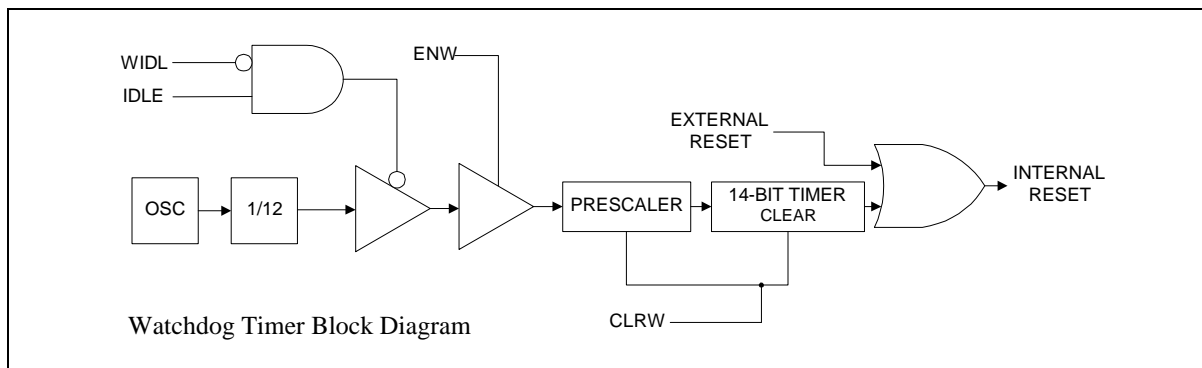 WIDL
IDLE
ENW
EXTERNAL
RESET
OSC
1/12
PRESCALER
14-BIT TIMER
CLEAR
INTERNAL
RESET
CLRW
Watchdog Timer Block Diagram